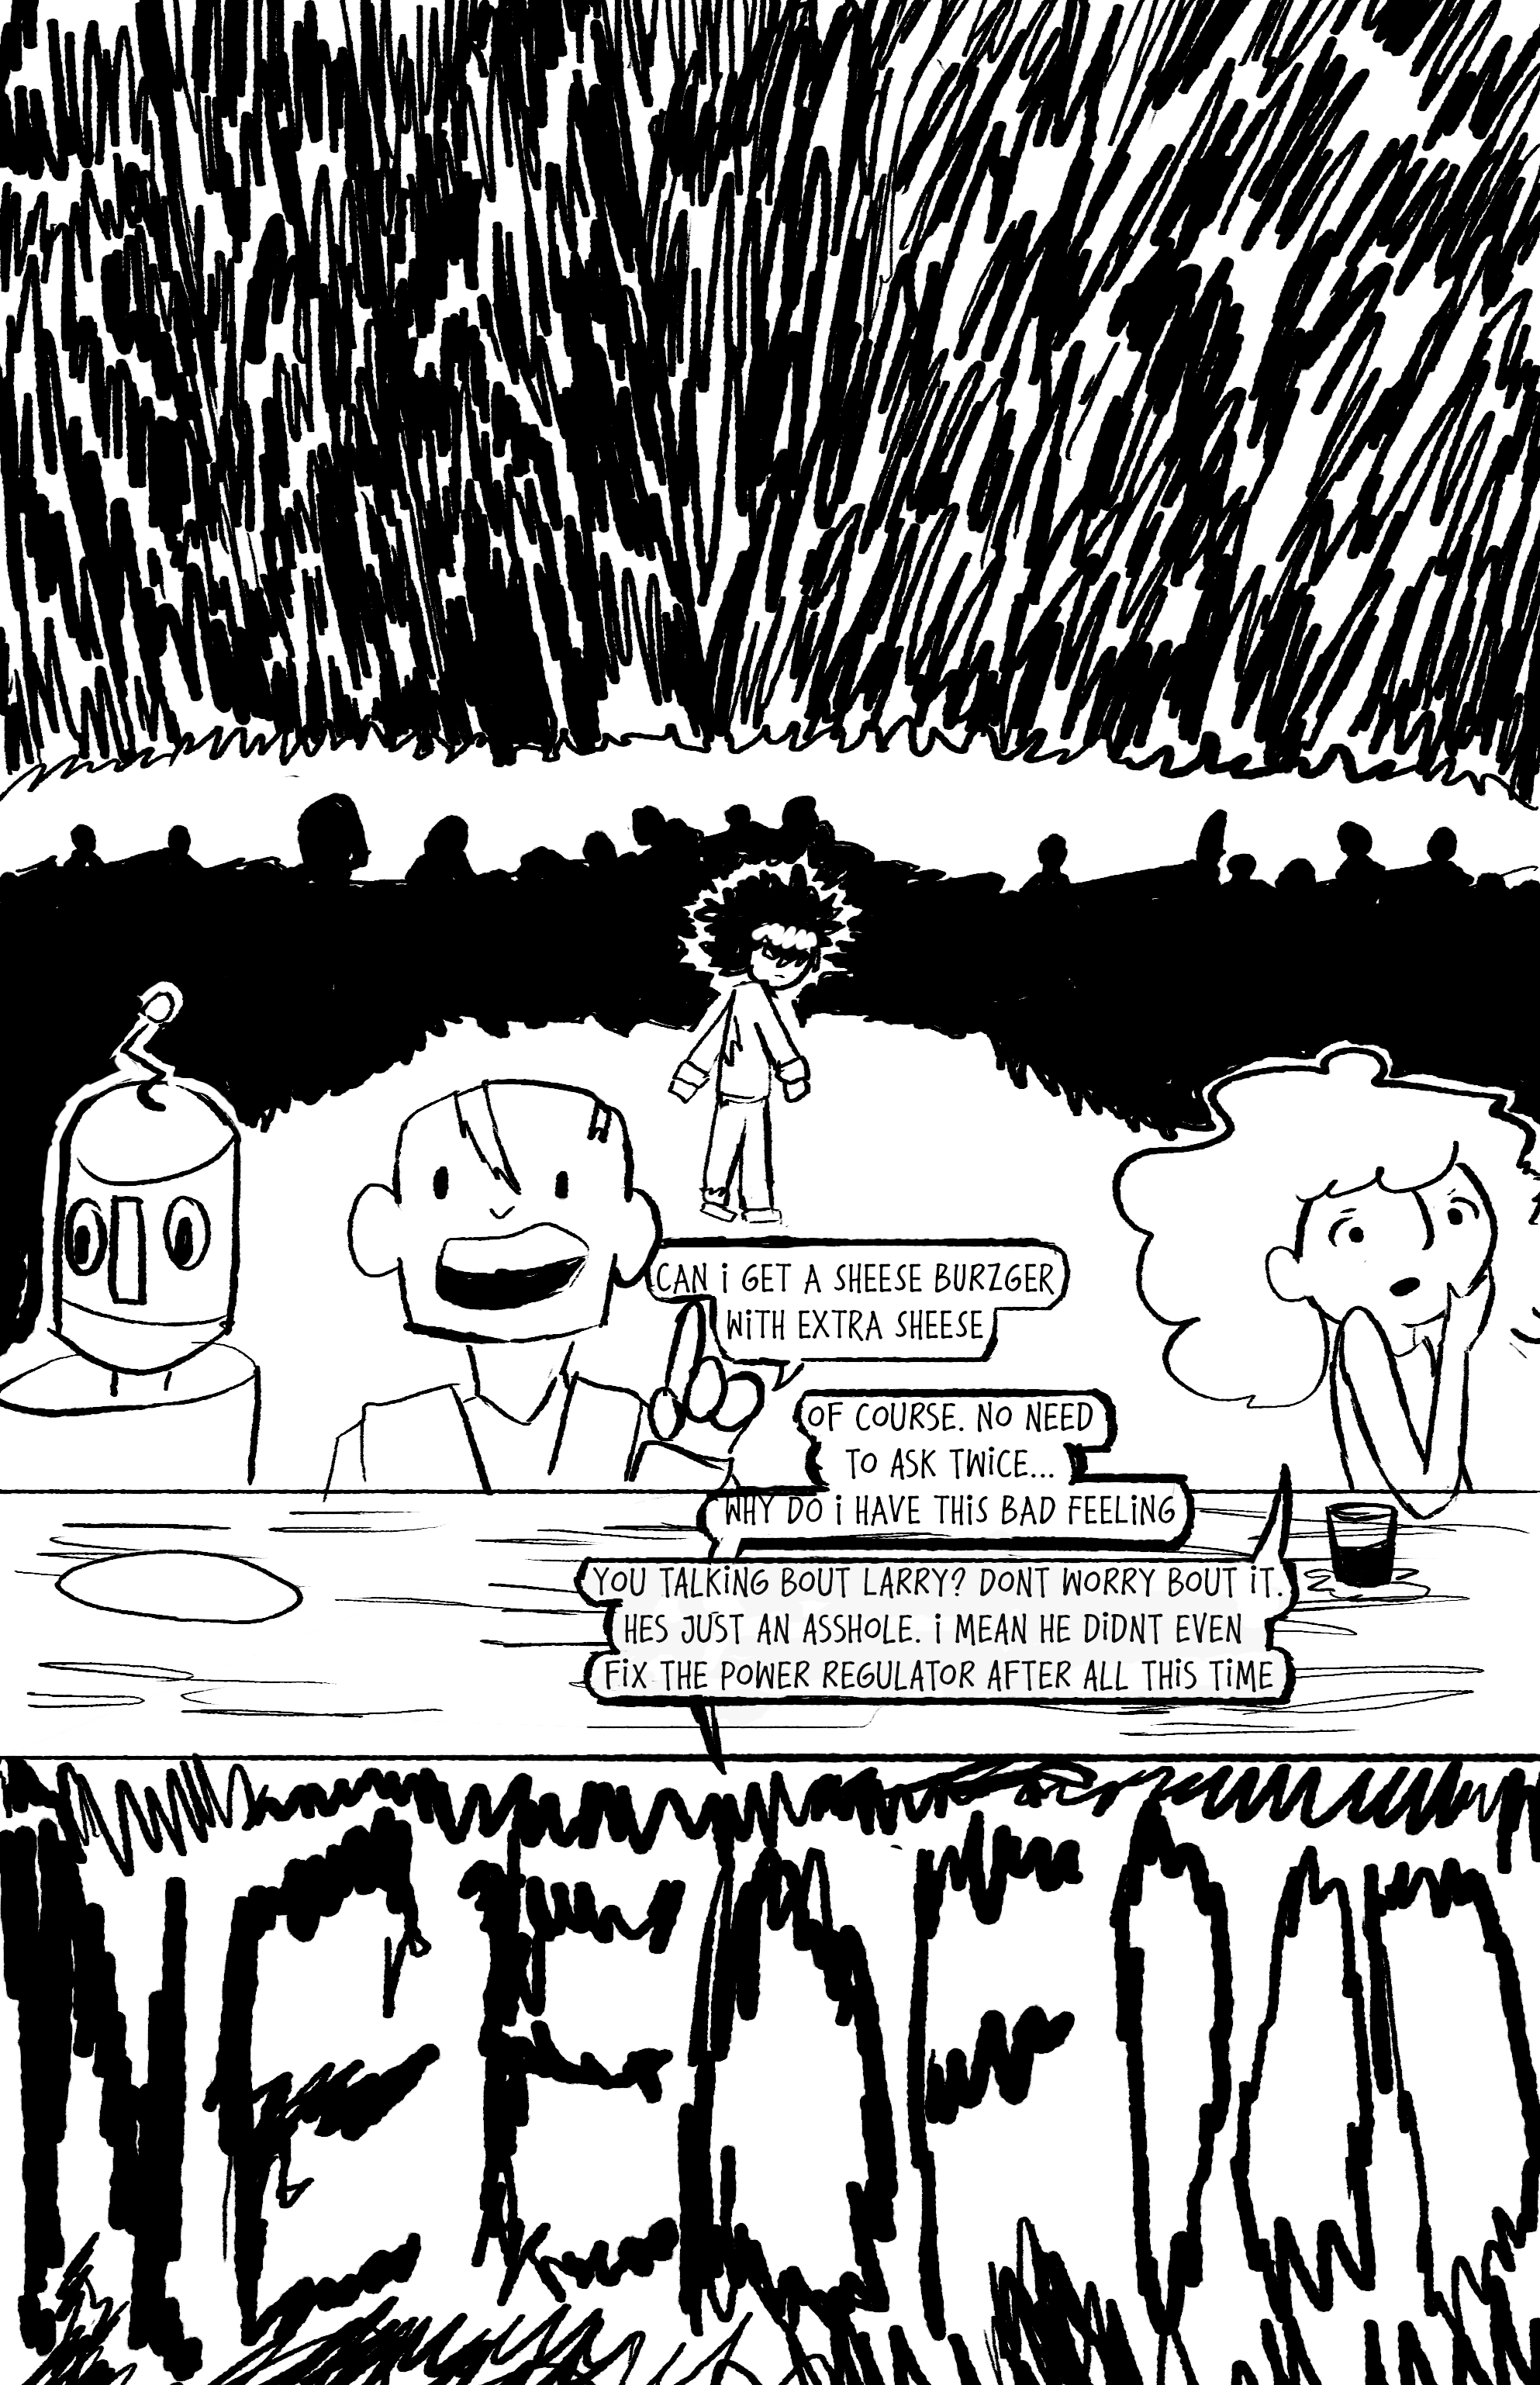 CAN i GET A SHEESE BURZGER
WiTH EXTRA SHEESE
OF COURSE. NO NEED
TO ASK TWiCE...
WHY DO i HAVE THiS BAD FEELiNG
YOU TALKiNG BOUT LARRY? DONT WORRY BOUT iT.
HES JUST AN ASSHOLE. i MEAN HE DiDNT EVEN
FiX THE POWER REGULATOR AFTER ALL THiS TiME